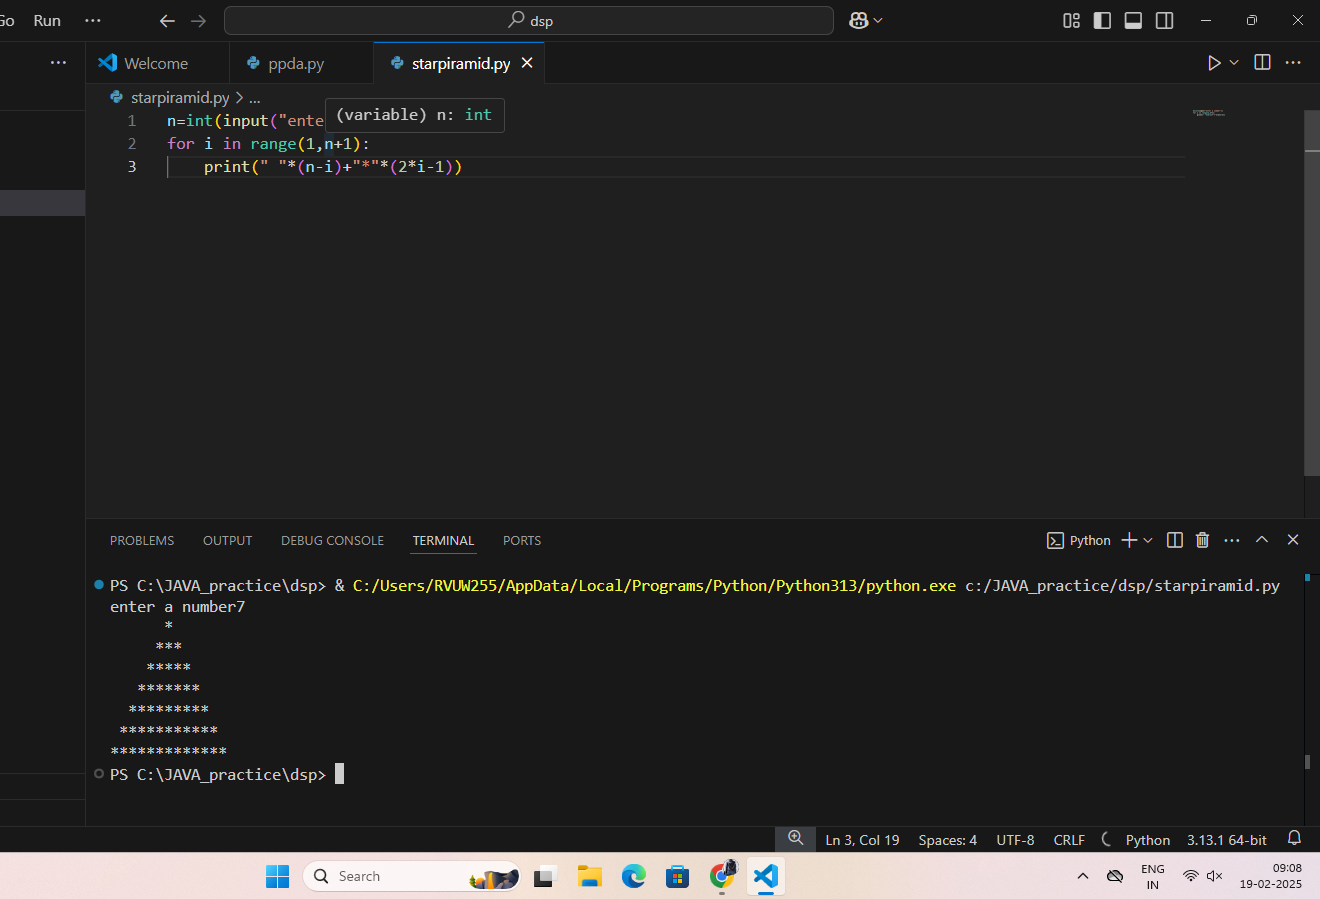 Go Run ···
dsp
Welcome
ppda.py
starpiramid.py
starpiramid.py > ...
(variable) n: int
1 n=int(input("ente
2 for i in range(1,n+1):
3 print(" "*(n-i)+"*"*(2*i-1))
PROBLEMS OUTPUT DEBUG CONSOLE TERMINAL PORTS
Python
PS C:\JAVA_practice\dsp> & C:/Users/RVUW255/AppData/Local/Programs/Python/Python313/python.exe c:/JAVA_practice/dsp/starpiramid.py
enter a number7
      *
     ***
    *****
   *******
  *********
 ***********
*************
PS C:\JAVA_practice\dsp>
Ln 3, Col 19 Spaces: 4 UTF-8 CRLF Python 3.13.1 64-bit
Search
ENG
IN
09:08
19-02-2025